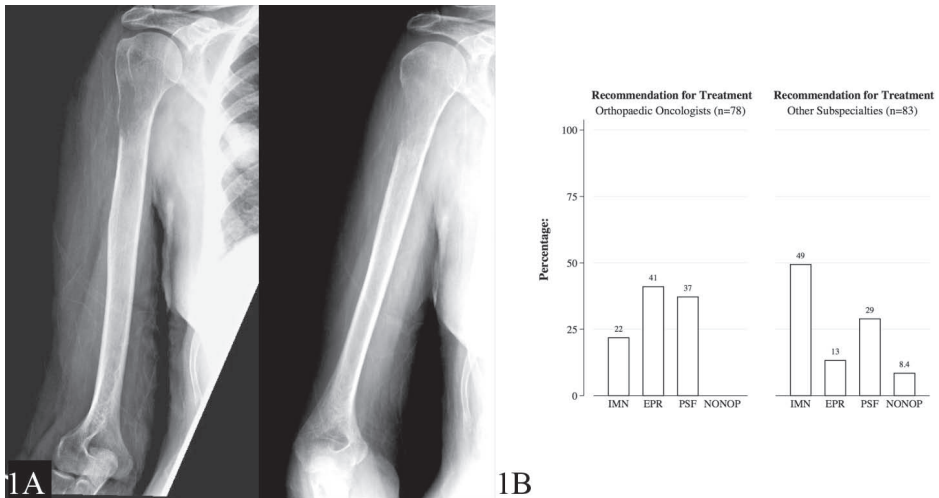 1A
1B
Recommendation for Treatment
Orthopaedic Oncologists (n=78)
Percentage:
100
75
50
25
0
22
41
37
IMN EPR PSF NONOP
Recommendation for Treatment
Other Subspecialties (n=83)
49
13
29
8.4
IMN EPR PSF NONOP